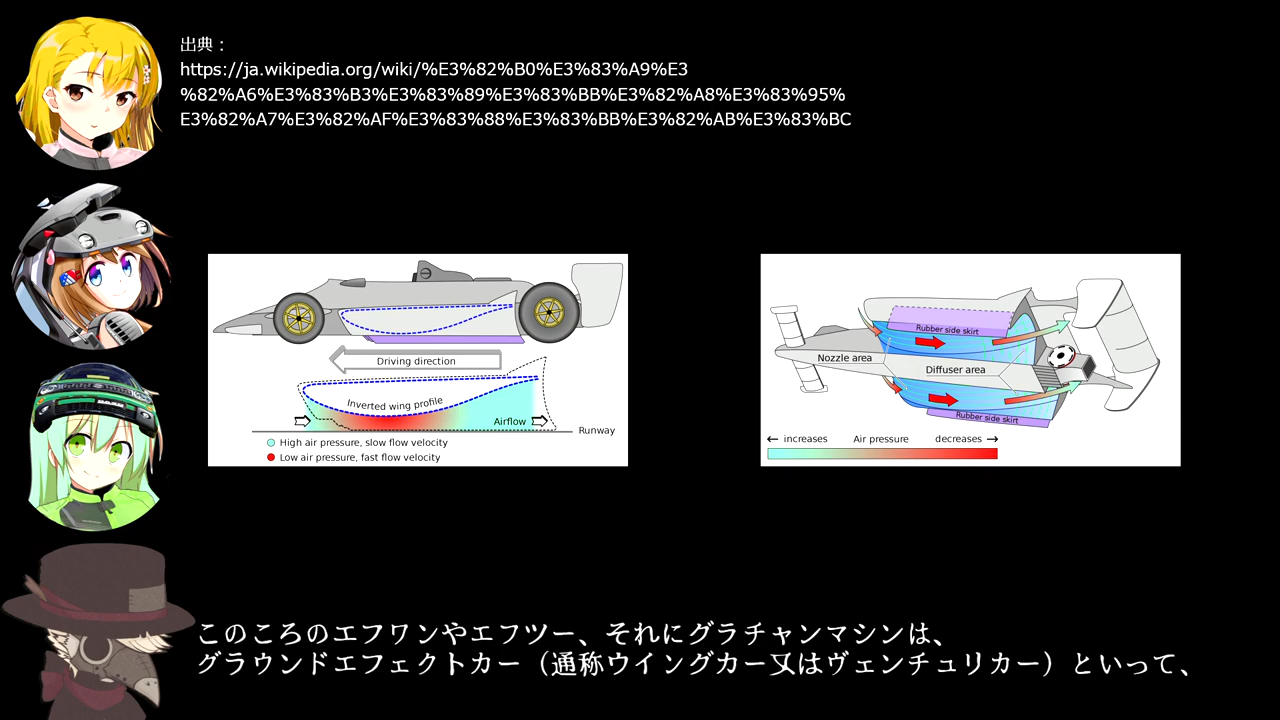 出典：
https://ja.wikipedia.org/wiki/%E3%82%B0%E3%83%A9%E3
%82%A6%E3%83%B3%E3%83%89%E3%83%BB%E3%82%A8%E3%83%95%
E3%82%A7%E3%82%AF%E3%83%88%E3%83%BB%E3%82%AB%E3%83%BC
Driving direction
Inverted wing profile
Airflow
Runway
High air pressure, slow flow velocity
Low air pressure, fast flow velocity
Rubber side skirt
Nozzle area
Diffuser area
Rubber side skirt
← increases Air pressure decreases →
このころのエフワンやエフツー、それにグラチャンマシンは、
グラウンドエフェクトカー（通称ウイングカー又はヴェンチュリカー）といって、